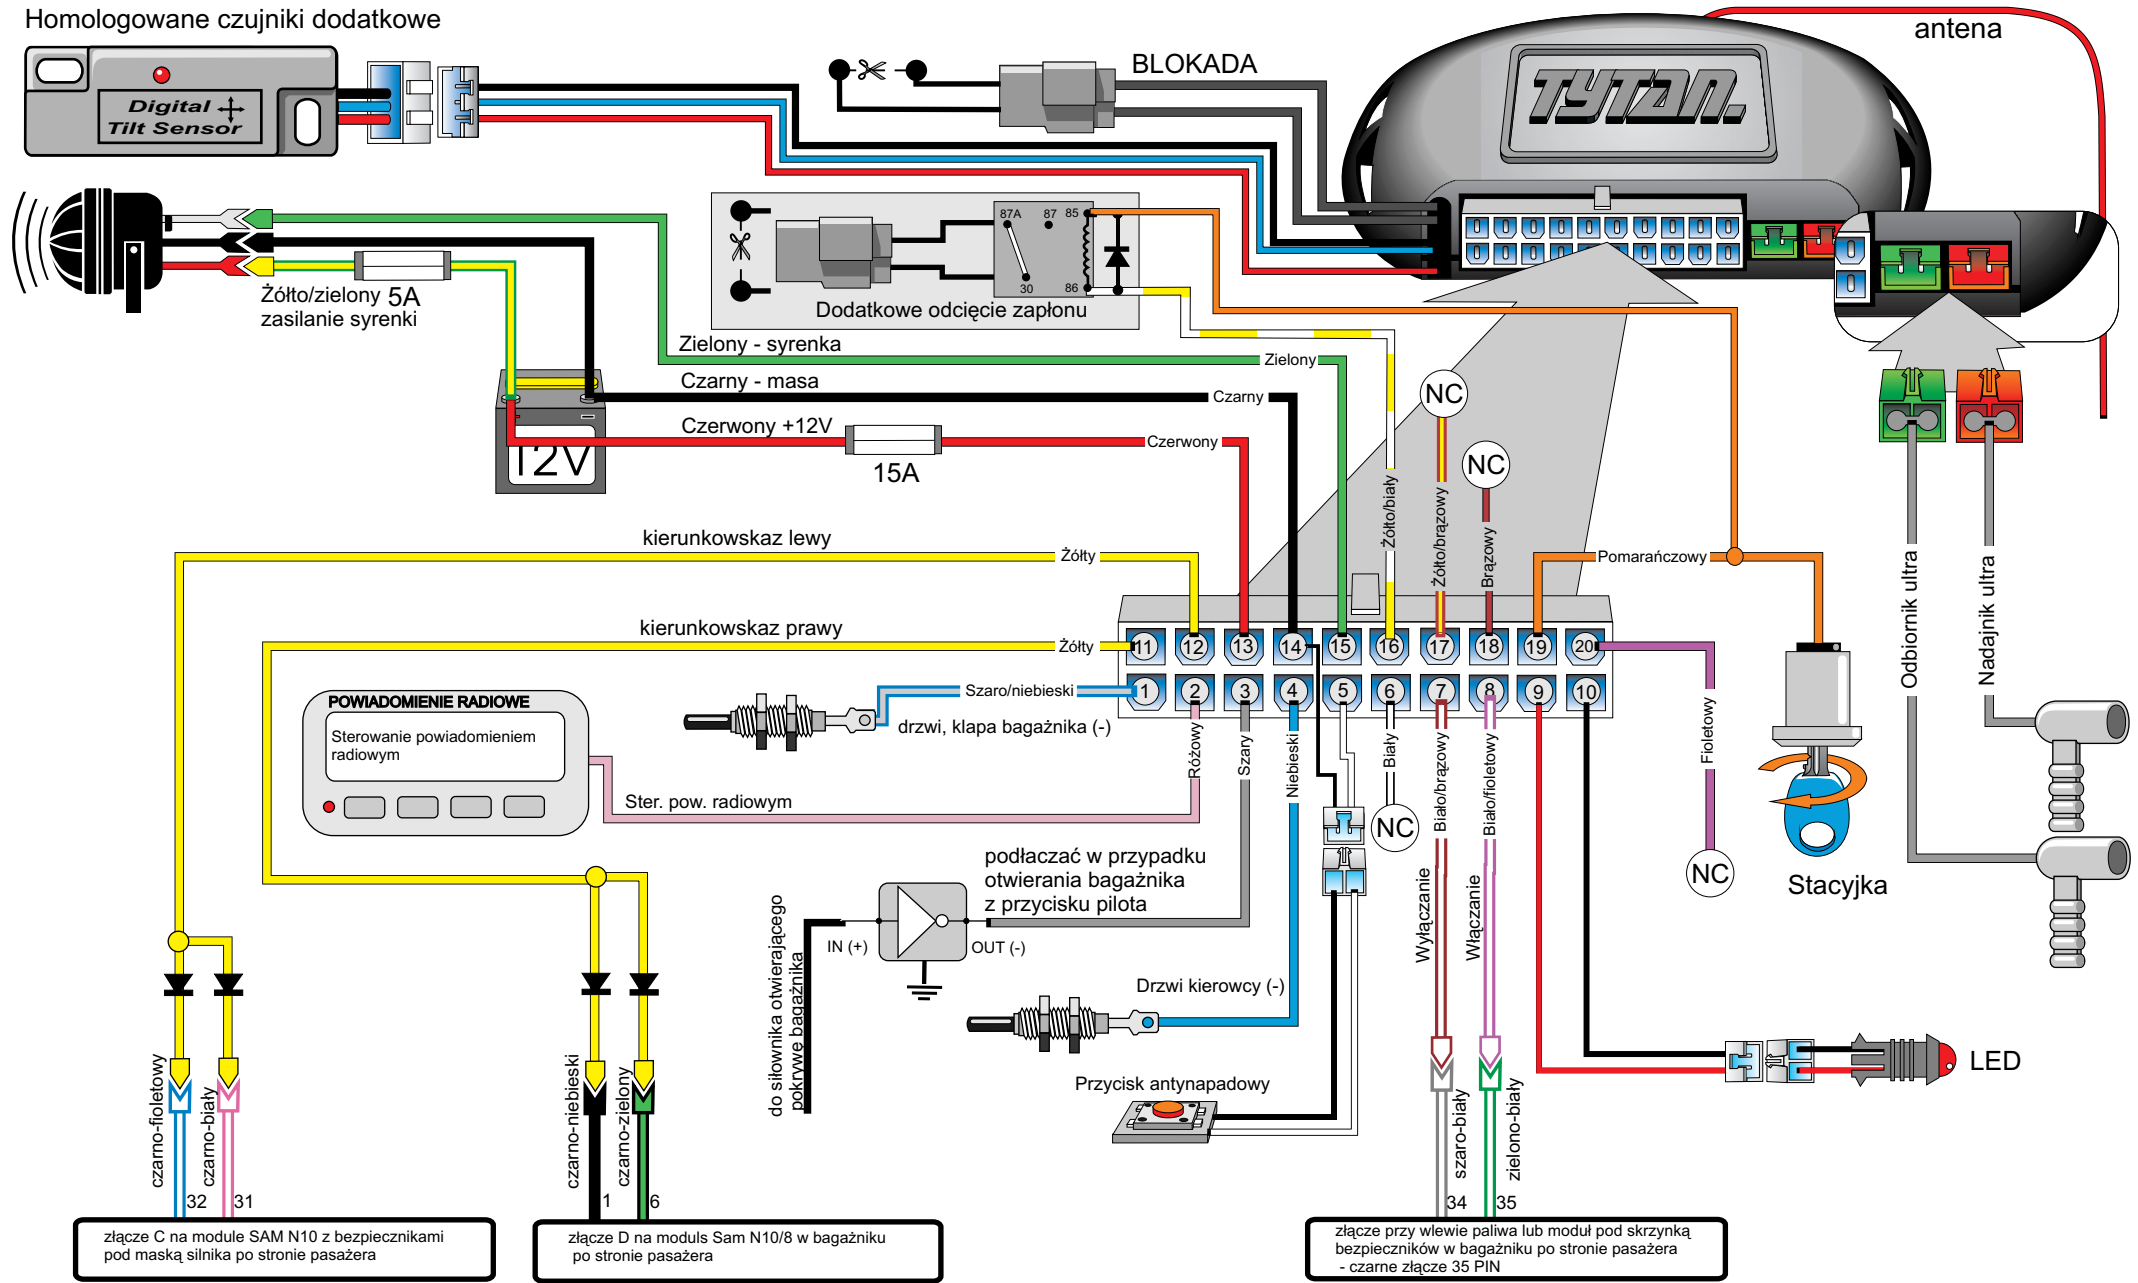 Homologowane czujniki dodatkowe
antena
BLOKADA
TYTAN.
Digital
Tilt Sensor
87A
87
85
30
86
Dodatkowe odcięcie zapłonu
Żółto/zielony 5A
zasilanie syrenki
Zielony - syrenka
Zielony
Czarny - masa
Czarny
Czerwony +12V
Czerwony
15A
12V
NC
NC
Żółto/biały
Żółto/brązowy
Brązowy
kierunkowskaz lewy
Żółty
Pomarańczowy
Odbiornik ultra
Nadajnik ultra
kierunkowskaz prawy
Żółty
11
12
13
14
15
16
17
18
19
20
1
2
3
4
5
6
7
8
9
10
Szaro/niebieski
drzwi, klapa bagażnika (-)
POWIADOMIENIE RADIOWE
Sterowanie powiadomieniem
radiowym
Ster. pow. radiowym
Różowy
Szary
Niebieski
Biały
Biało/brązowy
Biało/fioletowy
Fioletowy
NC
NC
Stacyjka
podłaczać w przypadku
otwierania bagażnika
z przycisku pilota
IN (+)
OUT (-)
do siłownika otwierającego
pokrywę bagażnika
Wyłączanie
Włączanie
Drzwi kierowcy (-)
Przycisk antynapadowy
LED
czarno-fioletowy
czarno-biały
czarno-niebieski
czarno-zielony
szaro-biały
zielono-biały
32
31
1
6
34
35
złącze C na module SAM N10 z bezpiecznikami
pod maską silnika po stronie pasażera
złącze D na moduls Sam N10/8 w bagażniku
po stronie pasażera
złącze przy wlewie paliwa lub moduł pod skrzynką
bezpieczników w bagażniku po stronie pasażera
- czarne złącze 35 PIN